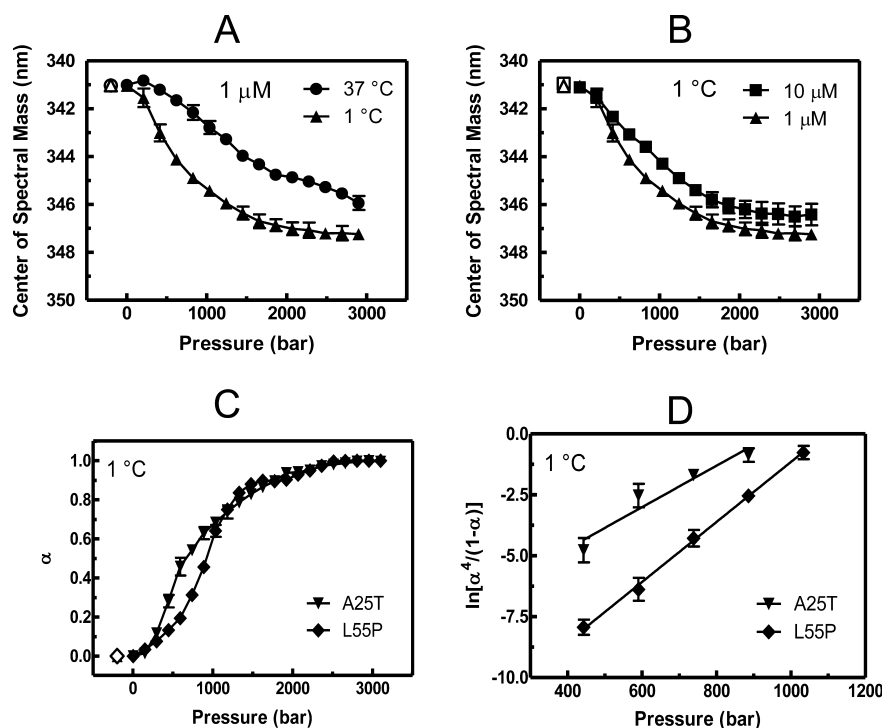 A
340
342
344
346
348
350
Center of Spectral Mass (nm)
1 μM
37 °C
1 °C
0
1000
2000
3000
Pressure (bar)
B
340
342
344
346
348
350
Center of Spectral Mass (nm)
1 °C
10 μM
1 μM
0
1000
2000
3000
Pressure (bar)
C
1 °C
1.0
0.8
0.6
0.4
0.2
0.0
α
A25T
L55P
0
1000
2000
3000
Pressure (bar)
D
0.0
-2.5
-5.0
-7.5
-10.0
ln[α⁴/(1-α)]
1 °C
A25T
L55P
400
600
800
1000
1200
Pressure (bar)